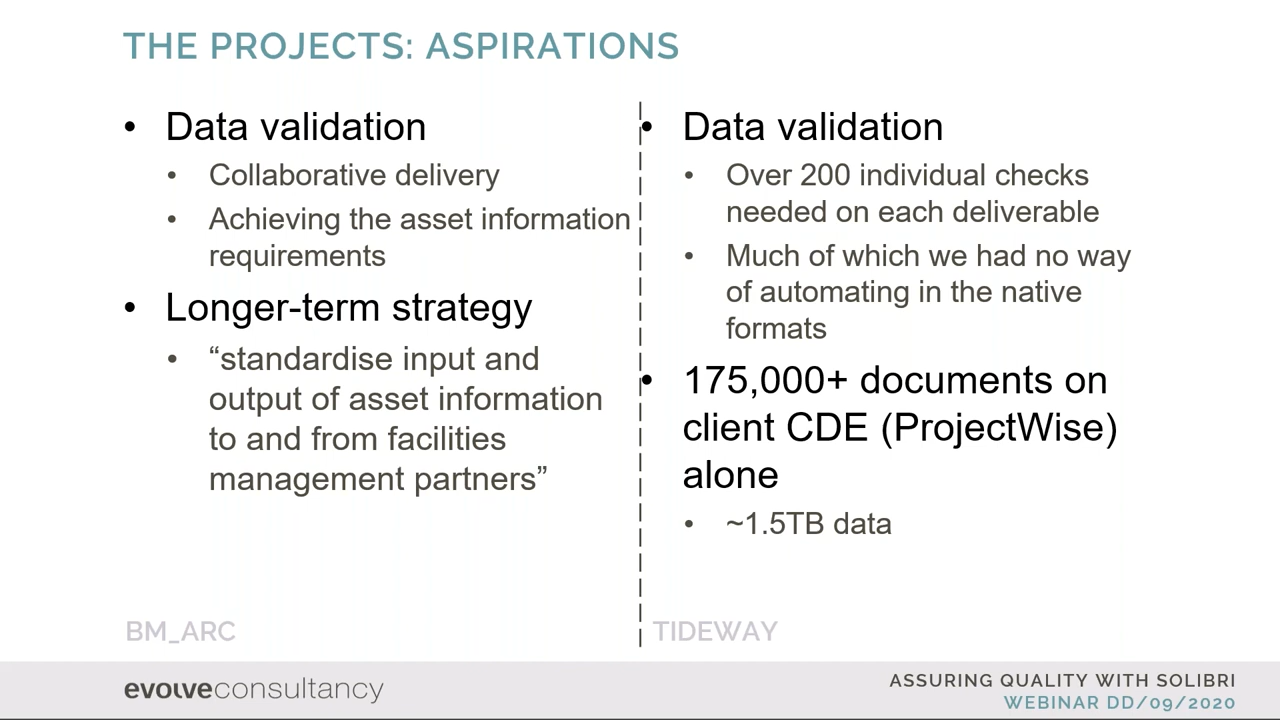 THE PROJECTS: ASPIRATIONS
• Data validation
• Collaborative delivery
• Achieving the asset information
requirements
• Longer-term strategy
• “standardise input and
output of asset information
to and from facilities
management partners”
BM_ARC
• Data validation
• Over 200 individual checks
needed on each deliverable
• Much of which we had no way
of automating in the native
formats
• 175,000+ documents on
client CDE (ProjectWise)
alone
• ~1.5TB data
TIDEWAY
evolveconsultancy
ASSURING QUALITY WITH SOLIBRI
WEBINAR DD/09/2020